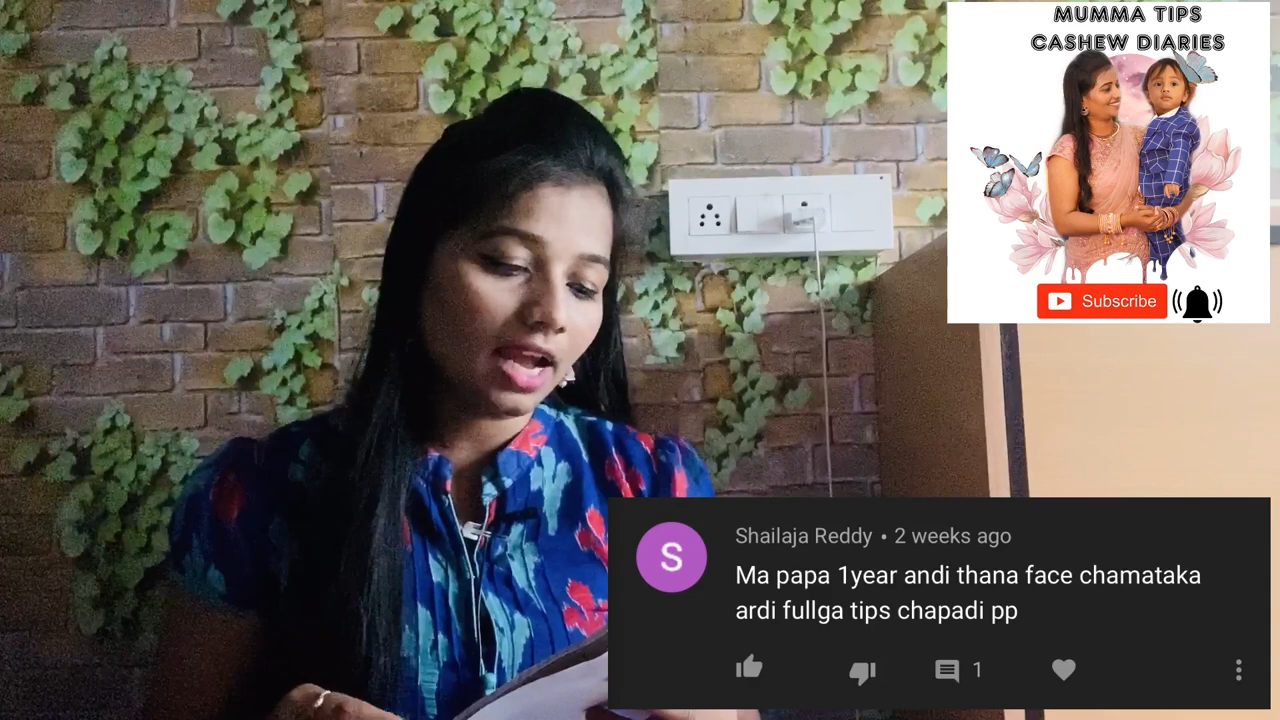 MUMMA TIPS
CASHEW DIARIES
Subscribe
S
Shailaja Reddy • 2 weeks ago
Ma papa 1year andi thana face chamataka
ardi fullga tips chapadi pp
1